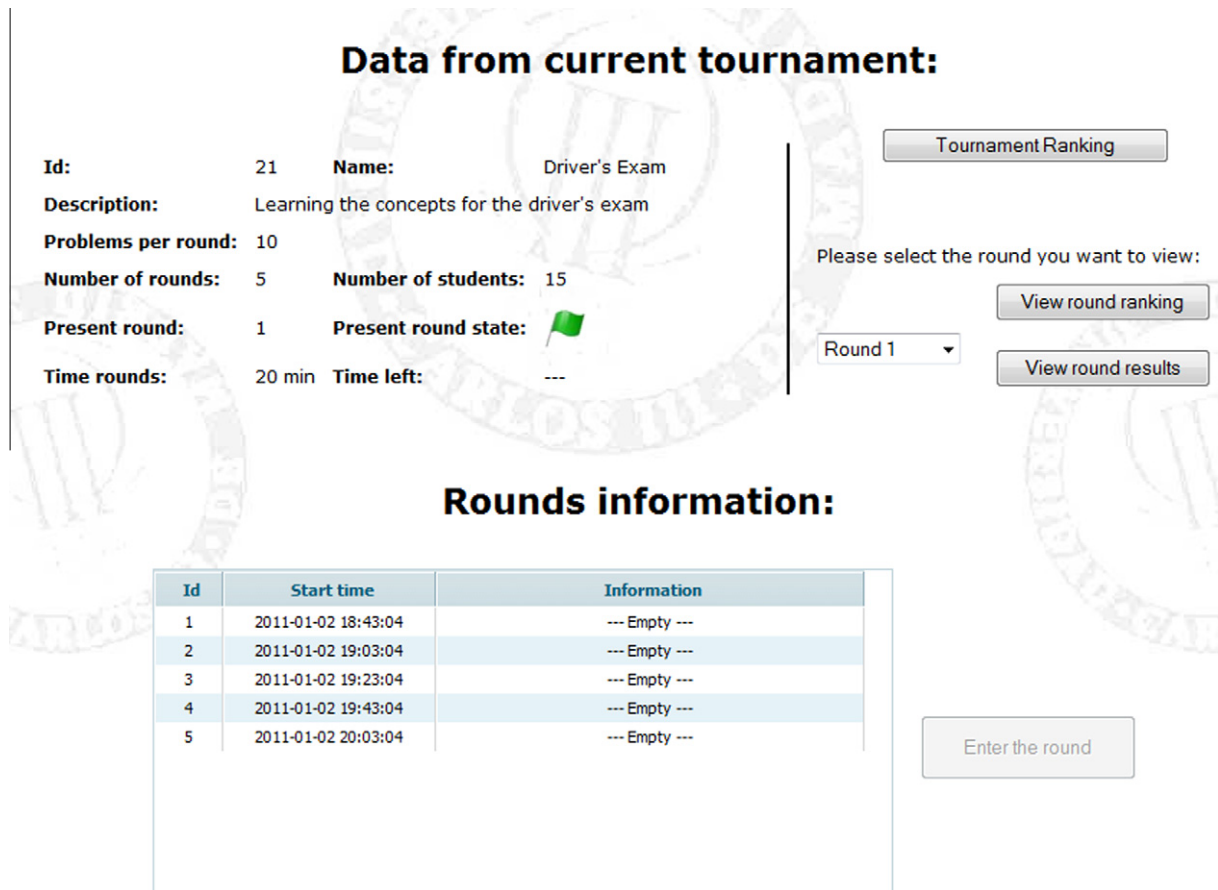 Data from current tournament:
Id: 21 Name: Driver's Exam
Description: Learning the concepts for the driver's exam
Problems per round: 10
Number of rounds: 5 Number of students: 15
Present round: 1 Present round state:
Time rounds: 20 min Time left: ---
Tournament Ranking
Please select the round you want to view:
View round ranking
Round 1
View round results
Rounds information:
Id Start time Information
1 2011-01-02 18:43:04 --- Empty ---
2 2011-01-02 19:03:04 --- Empty ---
3 2011-01-02 19:23:04 --- Empty ---
4 2011-01-02 19:43:04 --- Empty ---
5 2011-01-02 20:03:04 --- Empty ---
Enter the round